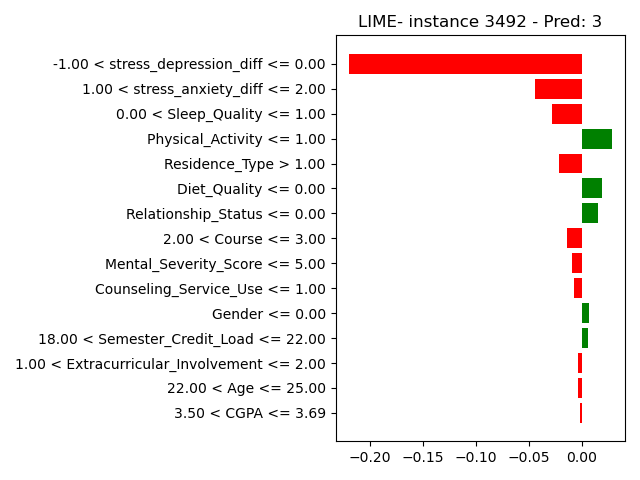 LIME- instance 3492 - Pred: 3
-1.00 < stress_depression_diff <= 0.00
1.00 < stress_anxiety_diff <= 2.00
0.00 < Sleep_Quality <= 1.00
Physical_Activity <= 1.00
Residence_Type > 1.00
Diet_Quality <= 0.00
Relationship_Status <= 0.00
2.00 < Course <= 3.00
Mental_Severity_Score <= 5.00
Counseling_Service_Use <= 1.00
Gender <= 0.00
18.00 < Semester_Credit_Load <= 22.00
1.00 < Extracurricular_Involvement <= 2.00
22.00 < Age <= 25.00
3.50 < CGPA <= 3.69
−0.20 −0.15 −0.10 −0.05 0.00